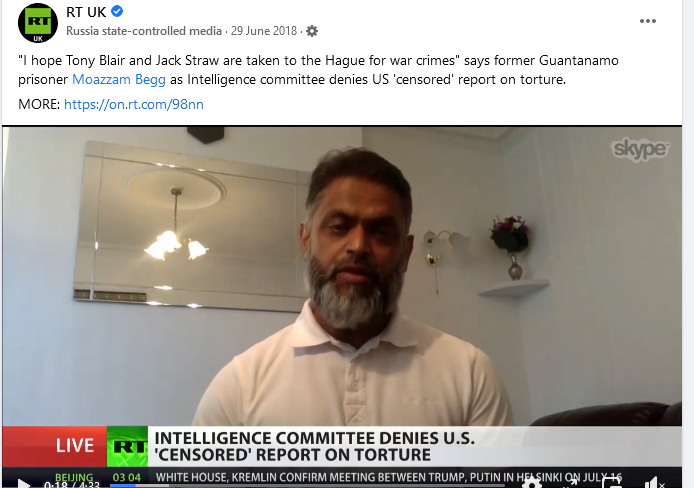 RT UK
Russia state-controlled media · 29 June 2018 ·
"I hope Tony Blair and Jack Straw are taken to the Hague for war crimes" says former Guantanamo
prisoner Moazzam Begg as Intelligence committee denies US 'censored' report on torture.
MORE: https://on.rt.com/98nn
RT
UK
skype
LIVE
RT
INTELLIGENCE COMMITTEE DENIES U.S.
'CENSORED' REPORT ON TORTURE
BEIJING 03 04 WHITE HOUSE, KREMLIN CONFIRM MEETING BETWEEN TRUMP, PUTIN IN HELSINKI ON JULY 16
0:18 / 4:33